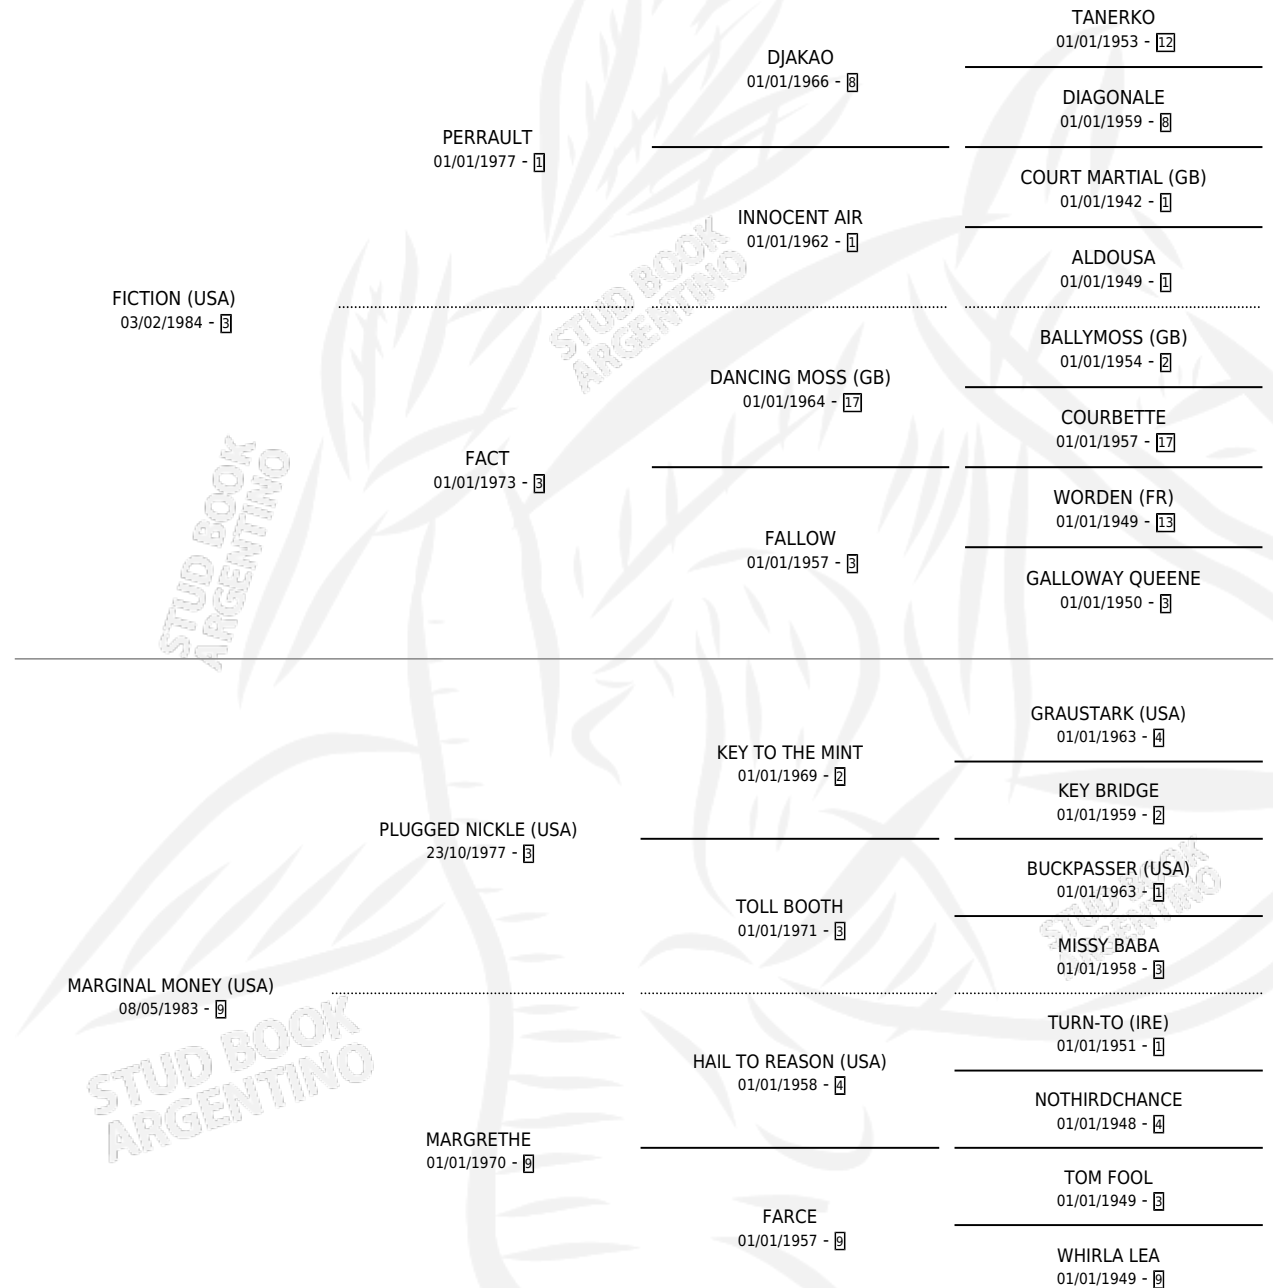 TANERKO
01/01/1953 - 12
DJAKAO
01/01/1966 - 8
DIAGONALE
01/01/1959 - 8
PERRAULT
01/01/1977 - 1
COURT MARTIAL (GB)
01/01/1942 - 1
INNOCENT AIR
01/01/1962 - 1
ALDOUSA
01/01/1949 - 1
FICTION (USA)
03/02/1984 - 3
BALLYMOSS (GB)
01/01/1954 - 2
DANCING MOSS (GB)
01/01/1964 - 17
COURBETTE
01/01/1957 - 17
FACT
01/01/1973 - 3
WORDEN (FR)
01/01/1949 - 13
FALLOW
01/01/1957 - 3
GALLOWAY QUEENE
01/01/1950 - 3
GRAUSTARK (USA)
01/01/1963 - 4
KEY TO THE MINT
01/01/1969 - 2
KEY BRIDGE
01/01/1959 - 2
PLUGGED NICKLE (USA)
23/10/1977 - 3
BUCKPASSER (USA)
01/01/1963 - 1
TOLL BOOTH
01/01/1971 - 3
MISSY BABA
01/01/1958 - 3
MARGINAL MONEY (USA)
08/05/1983 - 9
TURN-TO (IRE)
01/01/1951 - 1
HAIL TO REASON (USA)
01/01/1958 - 4
NOTHIRDCHANCE
01/01/1948 - 4
MARGRETHE
01/01/1970 - 9
TOM FOOL
01/01/1949 - 3
FARCE
01/01/1957 - 9
WHIRLA LEA
01/01/1949 - 9
STUD BOOK
ARGENTINO
STUD BOOK
ARGENTINO
STUD BOOK
ARGENTINO
STUD BOOK
ARGENTINO